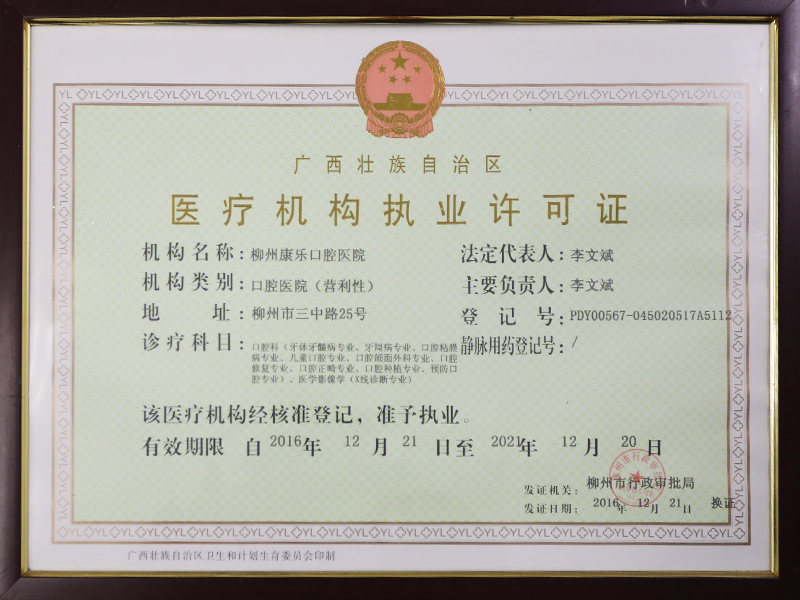 广西壮族自治区
医疗机构执业许可证
机构名称：柳州康乐口腔医院
法定代表人：李文斌
机构类别：口腔医院（营利性）
主要负责人：李文斌
地 址：柳州市三中路25号
登 记 号：PDY00567-045020517A5112
诊疗科目：口腔科（牙体牙髓病专业、牙周病专业、口腔粘膜
病专业、儿童口腔专业、口腔颌面外科专业、口腔
修复专业、口腔正畸专业、口腔种植专业、预防口
腔专业）、医学影像学（X线诊断专业）
静脉用药登记号：/
该医疗机构经核准登记，准予执业。
有效期限 自 2016年 12 月 21 日至 2021年 12 月 20 日
发证机关：柳州市行政审批局
发证日期：2016年 12月 21日 换证
广西壮族自治区卫生和计划生育委员会印制